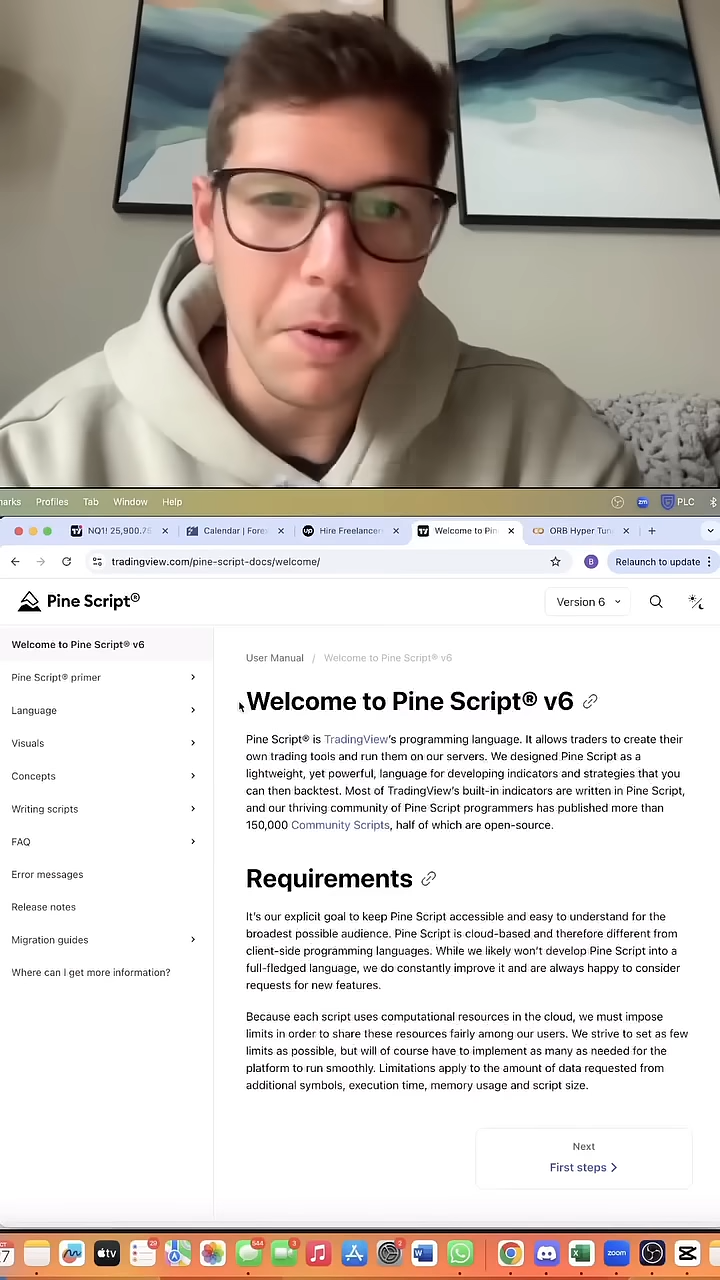 arks Profiles Tab Window Help PLC
NQ1! 25,900.75
Calendar | Fore
Hire Freelancer
Welcome to Pin
ORB Hyper Tun
tradingview.com/pine-script-docs/welcome/
B
Relaunch to update
Pine Script®
Version 6
Welcome to Pine Script® v6
Pine Script® primer
Language
Visuals
Concepts
Writing scripts
FAQ
Error messages
Release notes
Migration guides
Where can I get more information?
User Manual / Welcome to Pine Script® v6
Welcome to Pine Script® v6
Pine Script® is TradingView's programming language. It allows traders to create their
own trading tools and run them on our servers. We designed Pine Script as a
lightweight, yet powerful, language for developing indicators and strategies that you
can then backtest. Most of TradingView's built-in indicators are written in Pine Script,
and our thriving community of Pine Script programmers has published more than
150,000 Community Scripts, half of which are open-source.
Requirements
It's our explicit goal to keep Pine Script accessible and easy to understand for the
broadest possible audience. Pine Script is cloud-based and therefore different from
client-side programming languages. While we likely won't develop Pine Script into a
full-fledged language, we do constantly improve it and are always happy to consider
requests for new features.
Because each script uses computational resources in the cloud, we must impose
limits in order to share these resources fairly among our users. We strive to set as few
limits as possible, but will of course have to implement as many as needed for the
platform to run smoothly. Limitations apply to the amount of data requested from
additional symbols, execution time, memory usage and script size.
Next
First steps
tv
zoom